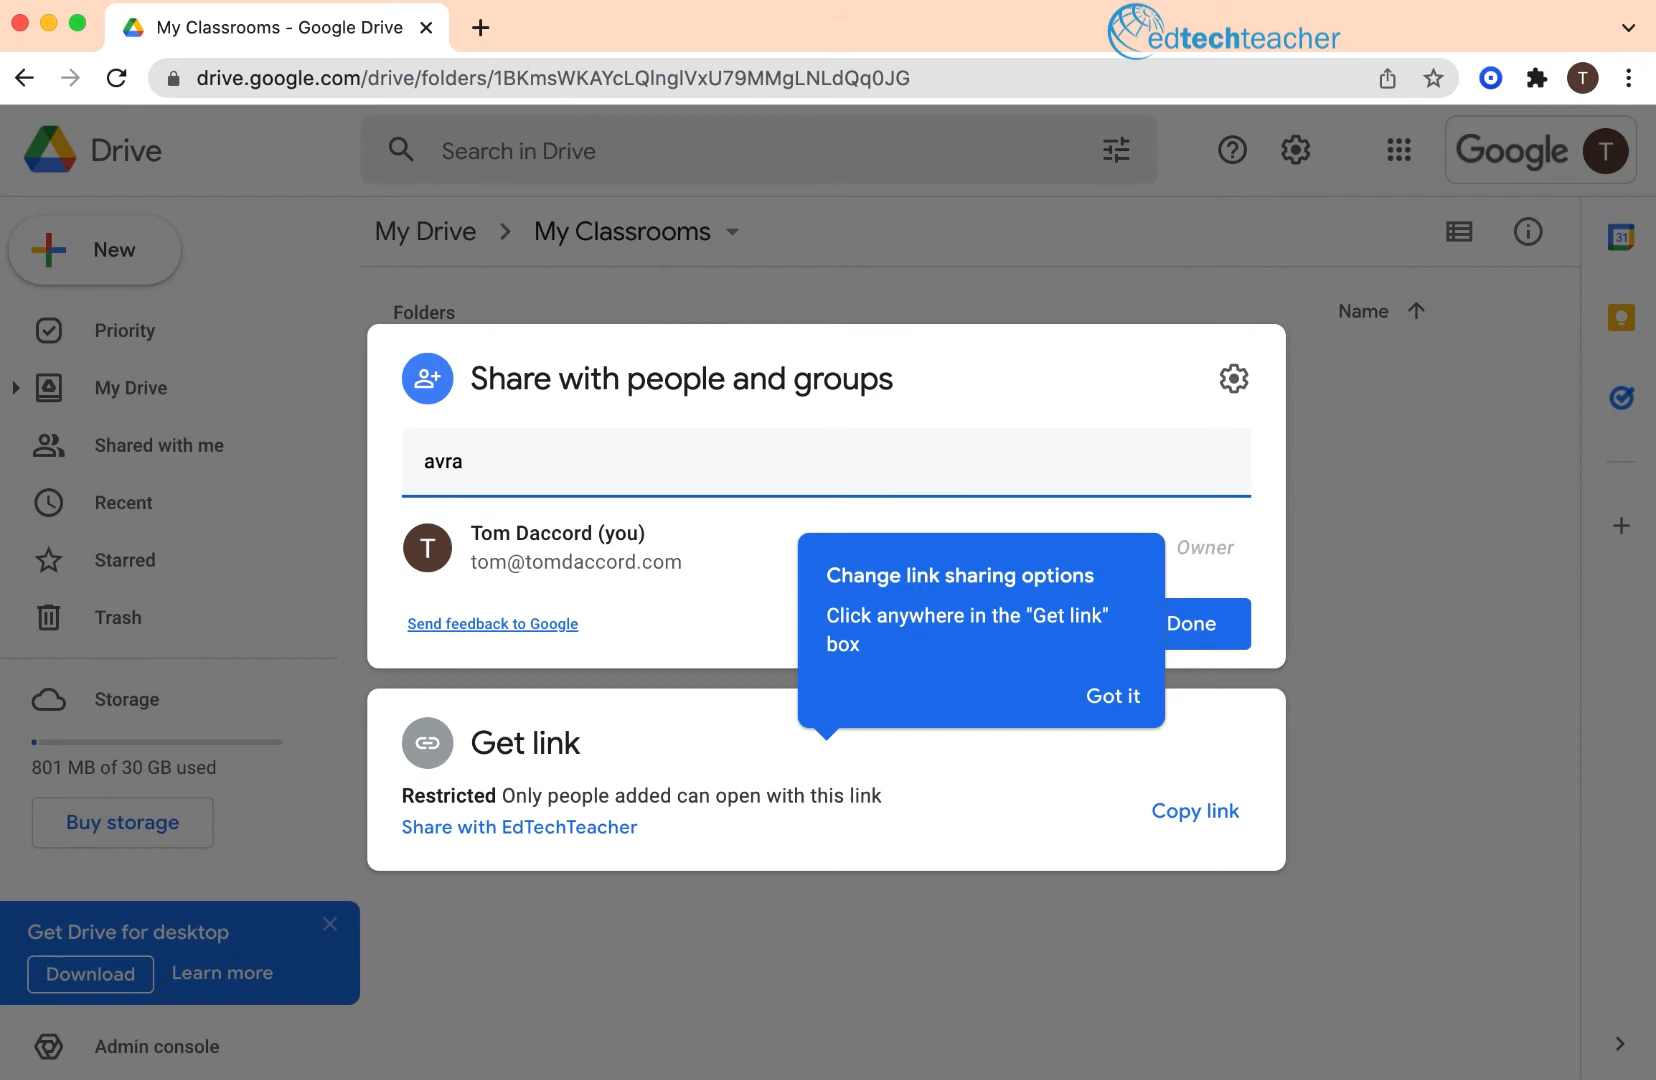 My Classrooms - Google Drive
edtechteacher
drive.google.com/drive/folders/1BKmsWKAYcLQlnglVxU79MMgLNLdQq0JG
T
Drive
Search in Drive
Google
T
New
My Drive
My Classrooms
31
Priority
My Drive
Shared with me
Recent
Starred
Trash
Storage
801 MB of 30 GB used
Buy storage
Get Drive for desktop
Download
Learn more
Admin console
Folders
Name
Share with people and groups
avra
T
Tom Daccord (you)
tom@tomdaccord.com
Owner
Send feedback to Google
Done
Change link sharing options
Click anywhere in the "Get link"
box
Got it
Get link
Restricted Only people added can open with this link
Share with EdTechTeacher
Copy link